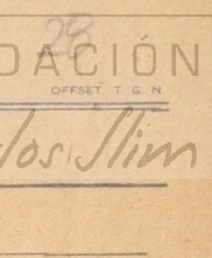 28
DACIÓN
OFFSET T. G. N
los Slim